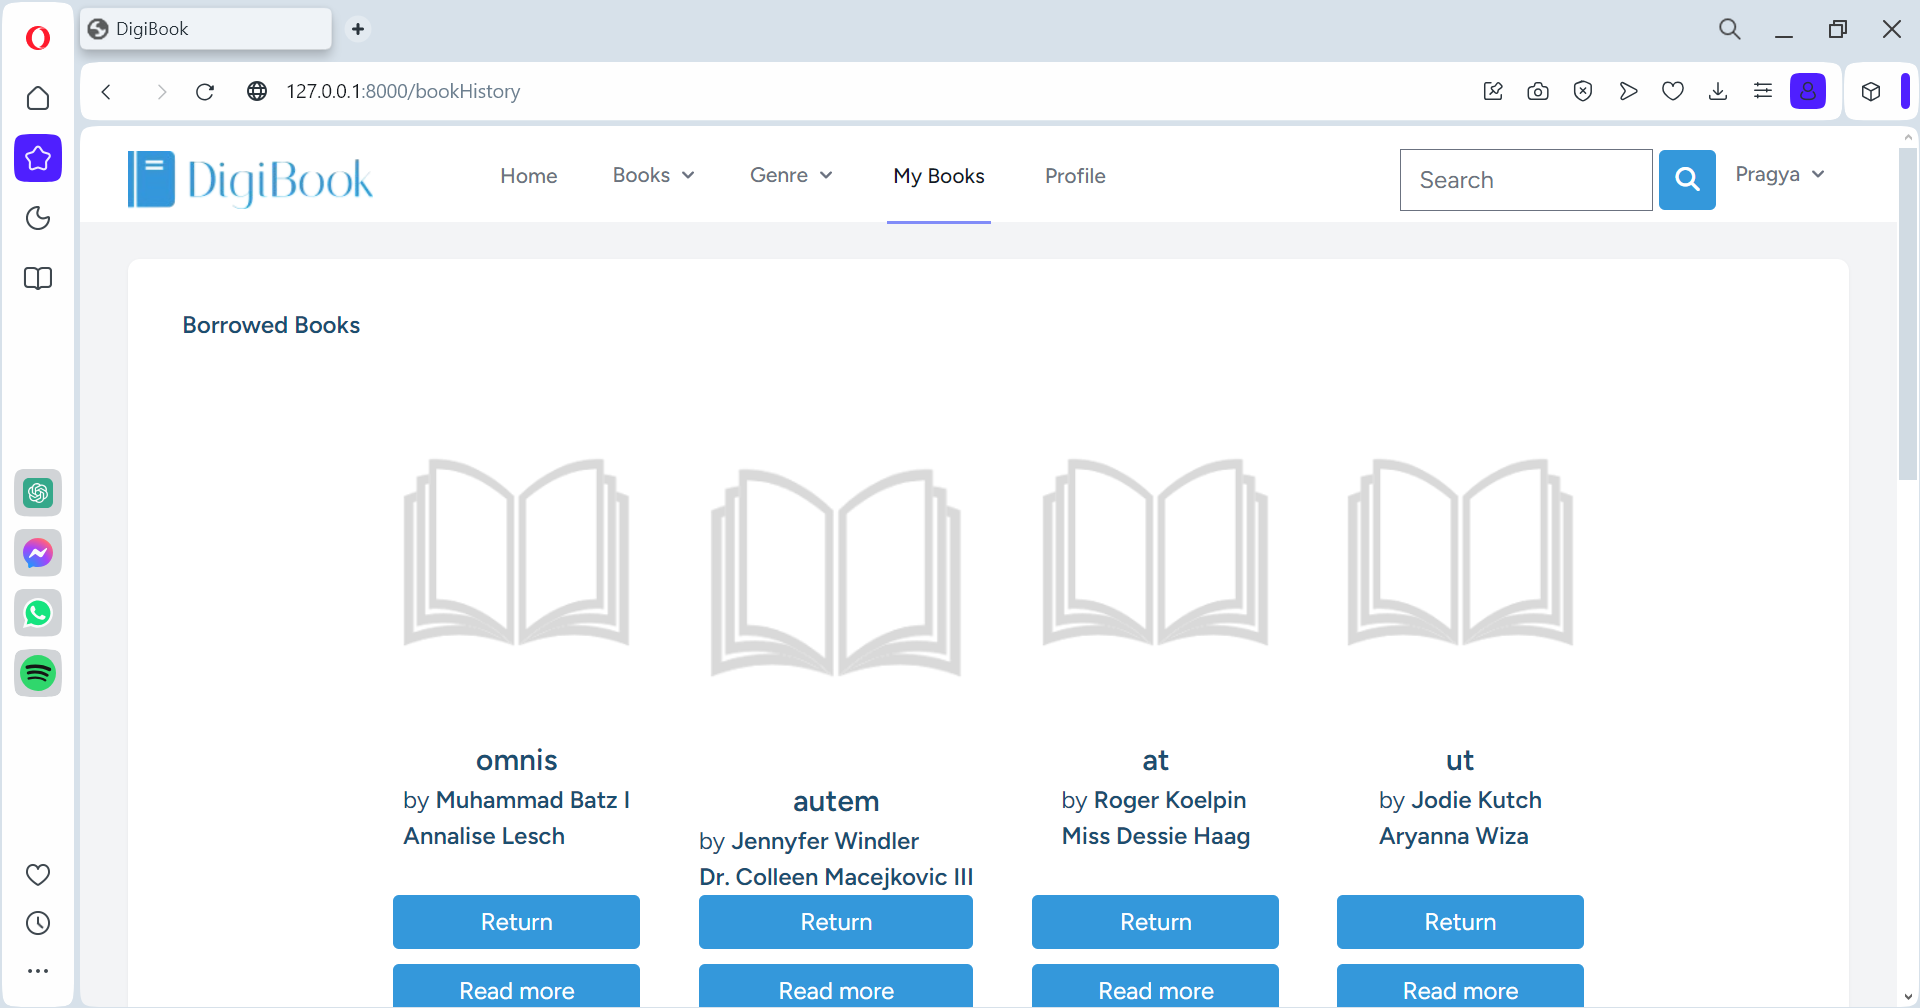 DigiBook
127.0.0.1:8000/bookHistory
DigiBook
Home
Books
Genre
My Books
Profile
Search
Pragya
Borrowed Books
omnis
by Muhammad Batz I
Annalise Lesch
Return
Read more
autem
by Jennyfer Windler
Dr. Colleen Macejkovic III
Return
Read more
at
by Roger Koelpin
Miss Dessie Haag
Return
Read more
ut
by Jodie Kutch
Aryanna Wiza
Return
Read more